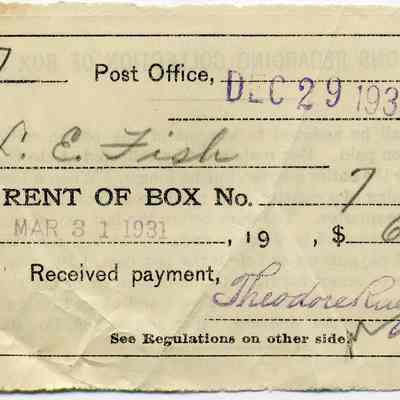 7
Post Office, DEC 29 193
E. Fish
RENT OF BOX No. 7
MAR 31 1931, 19 , $ 6
Received payment,
Theodore
See Regulations on other side.